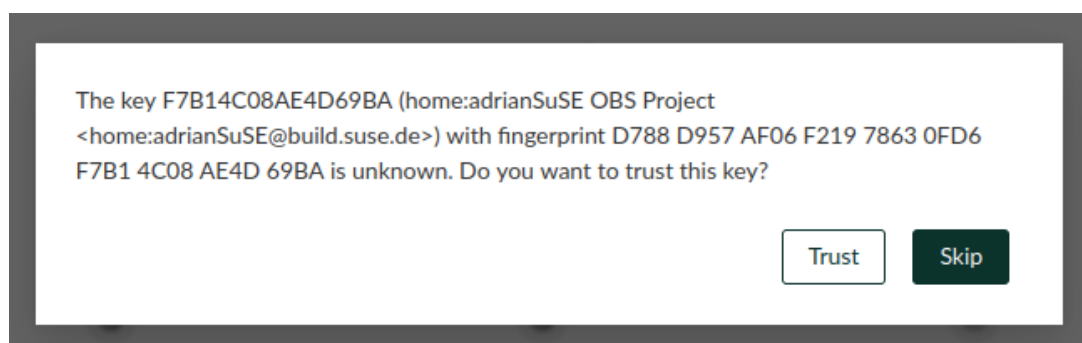 The key F7B14C08AE4D69BA (home:adrianSuSE OBS Project
<home:adrianSuSE@build.suse.de>) with fingerprint D788 D957 AF06 F219 7863 0FD6
F7B1 4C08 AE4D 69BA is unknown. Do you want to trust this key?
Trust
Skip